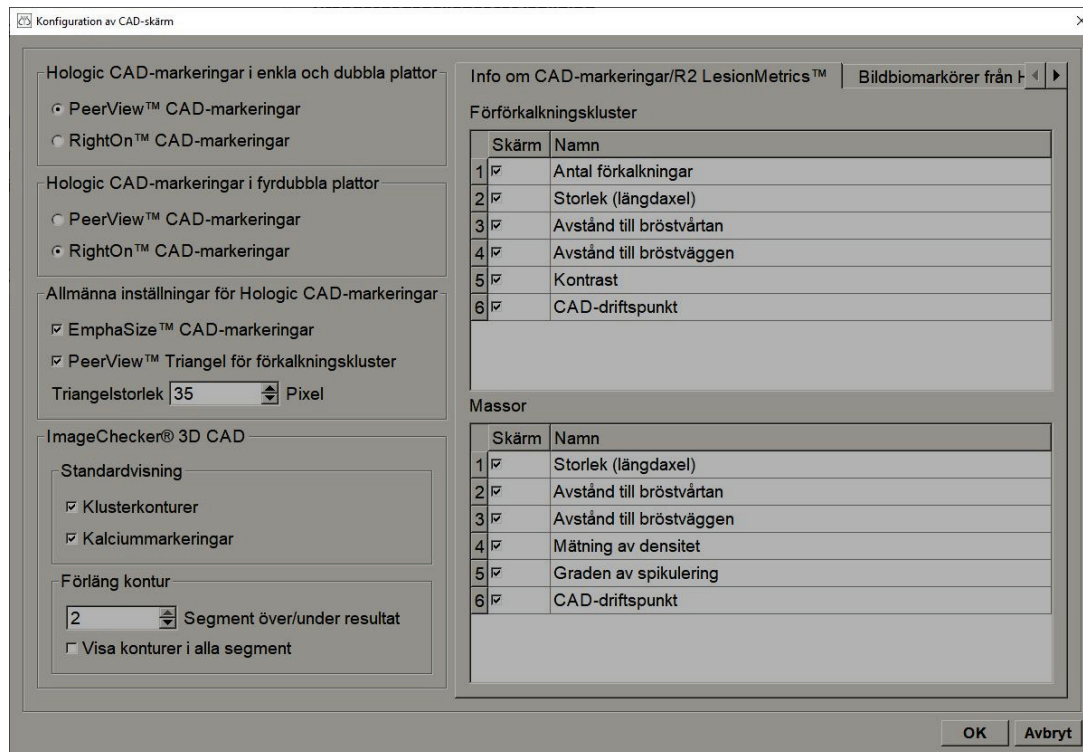 Konfiguration av CAD-skärm
Hologic CAD-markeringar i enkla och dubbla plattor
PeerView™ CAD-markeringar
RightOn™ CAD-markeringar
Hologic CAD-markeringar i fyrdubbla plattor
PeerView™ CAD-markeringar
RightOn™ CAD-markeringar
Allmänna inställningar för Hologic CAD-markeringar
EmphaSize™ CAD-markeringar
PeerView™ Triangel för förkalkningskluster
Triangelstorlek 35 Pixel
ImageChecker® 3D CAD
Standardvisning
Klusterkonturer
Kalciummarkeringar
Förläng kontur
2 Segment över/under resultat
Visa konturer i alla segment
Info om CAD-markeringar/R2 LesionMetrics™ Bildbiomarkörer från
Förförkalkningskluster
Skärm Namn
1 Antal förkalkningar
2 Storlek (längdaxel)
3 Avstånd till bröstvårtan
4 Avstånd till bröstväggen
5 Kontrast
6 CAD-driftspunkt
Massor
Skärm Namn
1 Storlek (längdaxel)
2 Avstånd till bröstvårtan
3 Avstånd till bröstväggen
4 Mätning av densitet
5 Graden av spikulering
6 CAD-driftspunkt
OK Avbryt